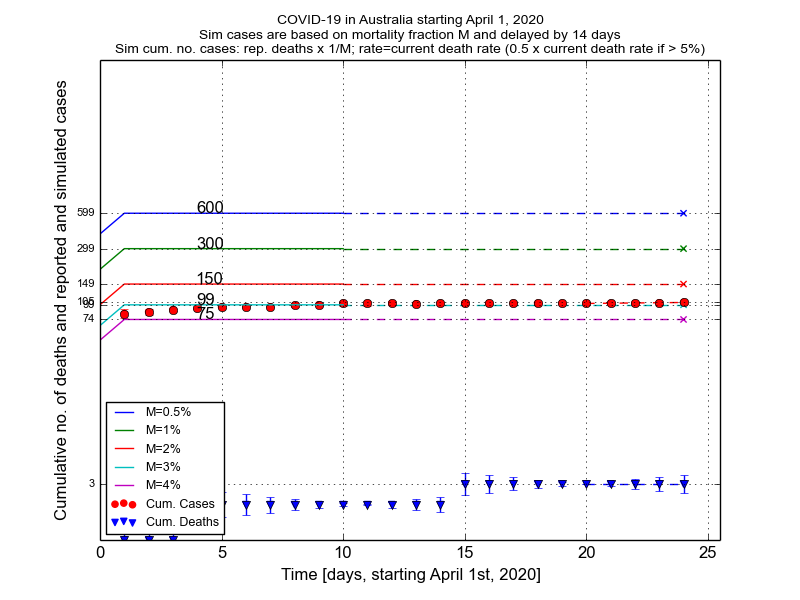 COVID-19 in Australia starting April 1, 2020
Sim cases are based on mortality fraction M and delayed by 14 days
Sim cum. no. cases: rep. deaths x 1/M; rate=current death rate (0.5 x current death rate if > 5%)
Cumulative no. of deaths and reported and simulated cases
599
299
149
105
99
74
3
600
300
150
99
75
M=0.5%
M=1%
M=2%
M=3%
M=4%
Cum. Cases
Cum. Deaths
0 5 10 15 20 25
Time [days, starting April 1st, 2020]